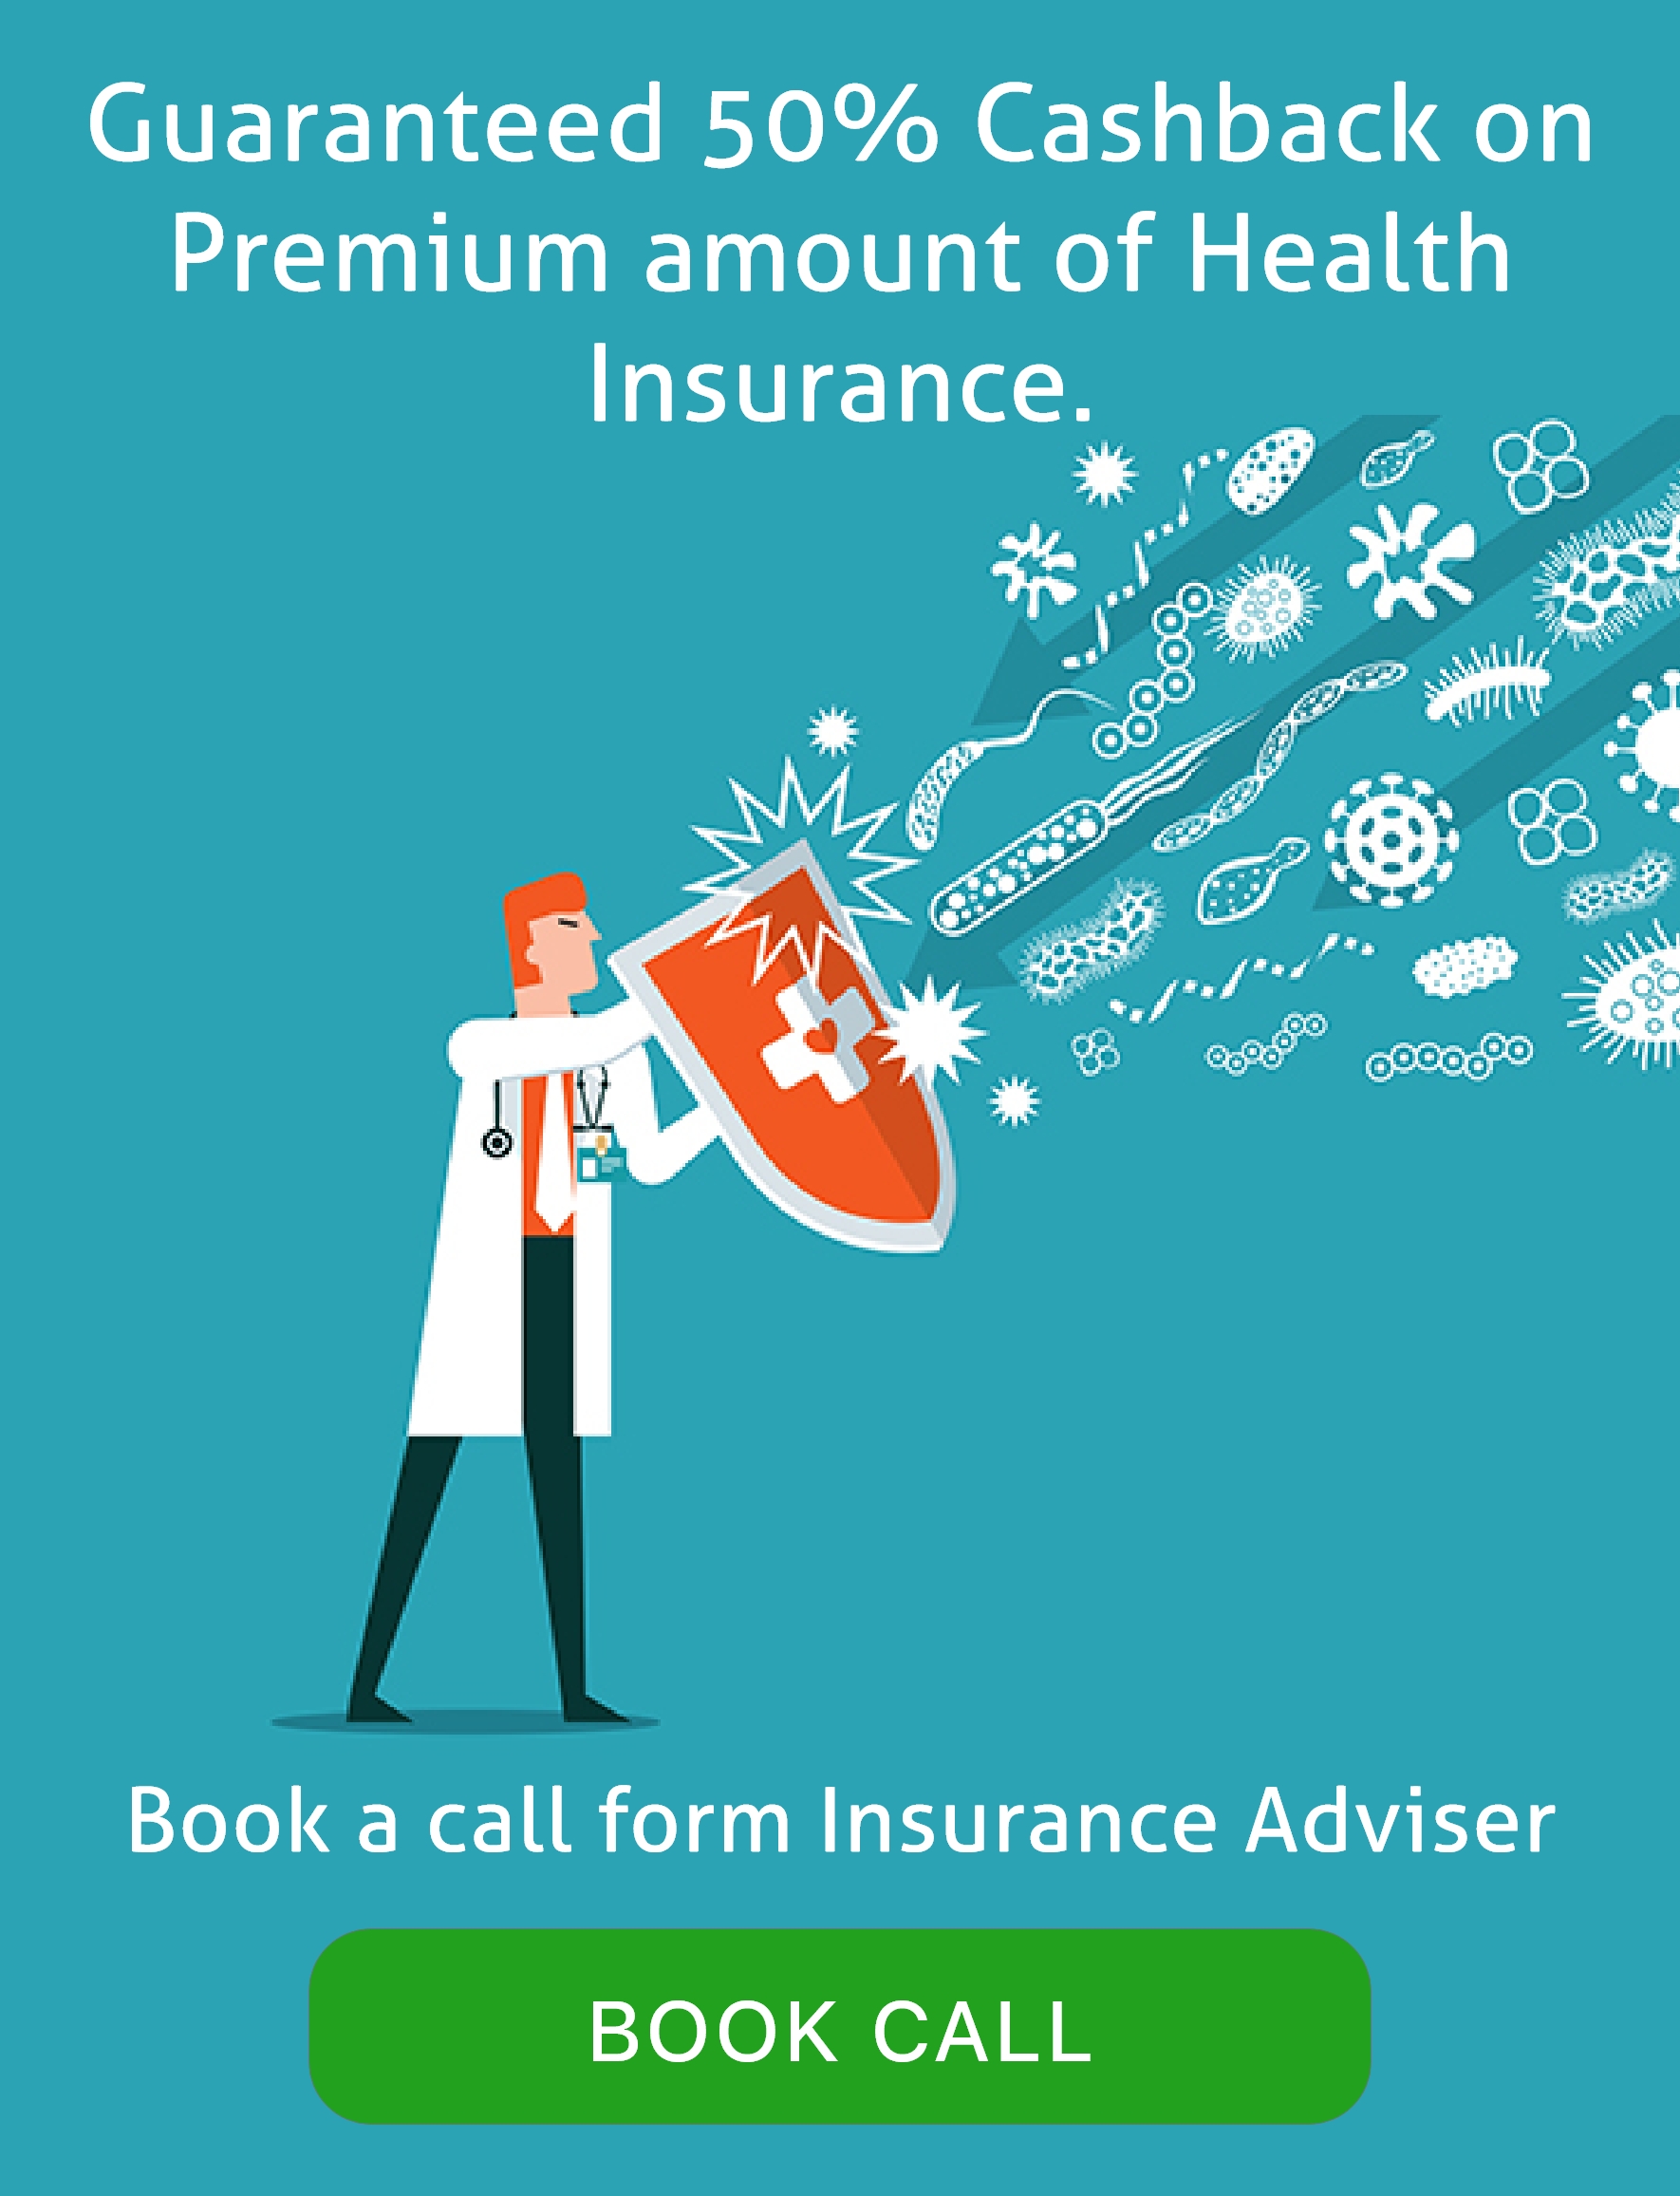 Guaranteed 50% Cashback on
Premium amount of Health
Insurance.
Book a call form Insurance Adviser
BOOK CALL